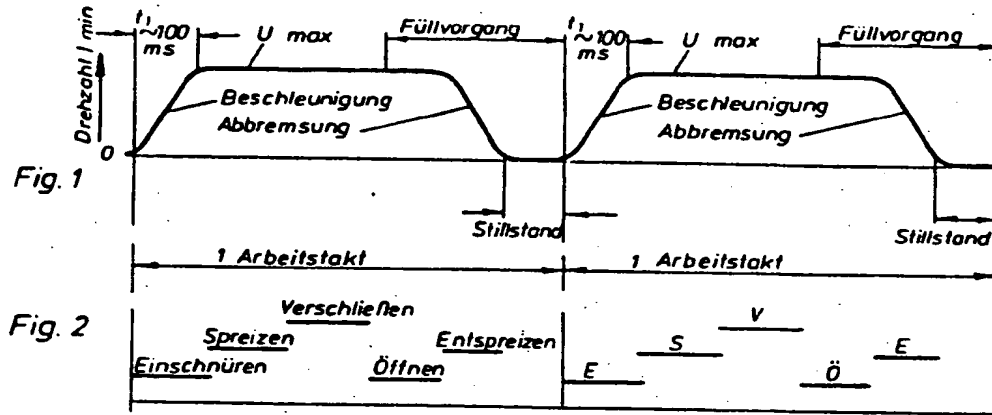 t₁ ~100 ms
U max
Füllvorgang
t₁ ~100 ms
U max
Füllvorgang
Drehzahl / min
Beschleunigung
Abbremsung
Beschleunigung
Abbremsung
0
Fig. 1
Stillstand
Stillstand
1 Arbeitstakt
1 Arbeitstakt
Fig. 2
Verschließen
V
Spreizen
Entspreizen
S
E
Einschnüren
Öffnen
E
Ö